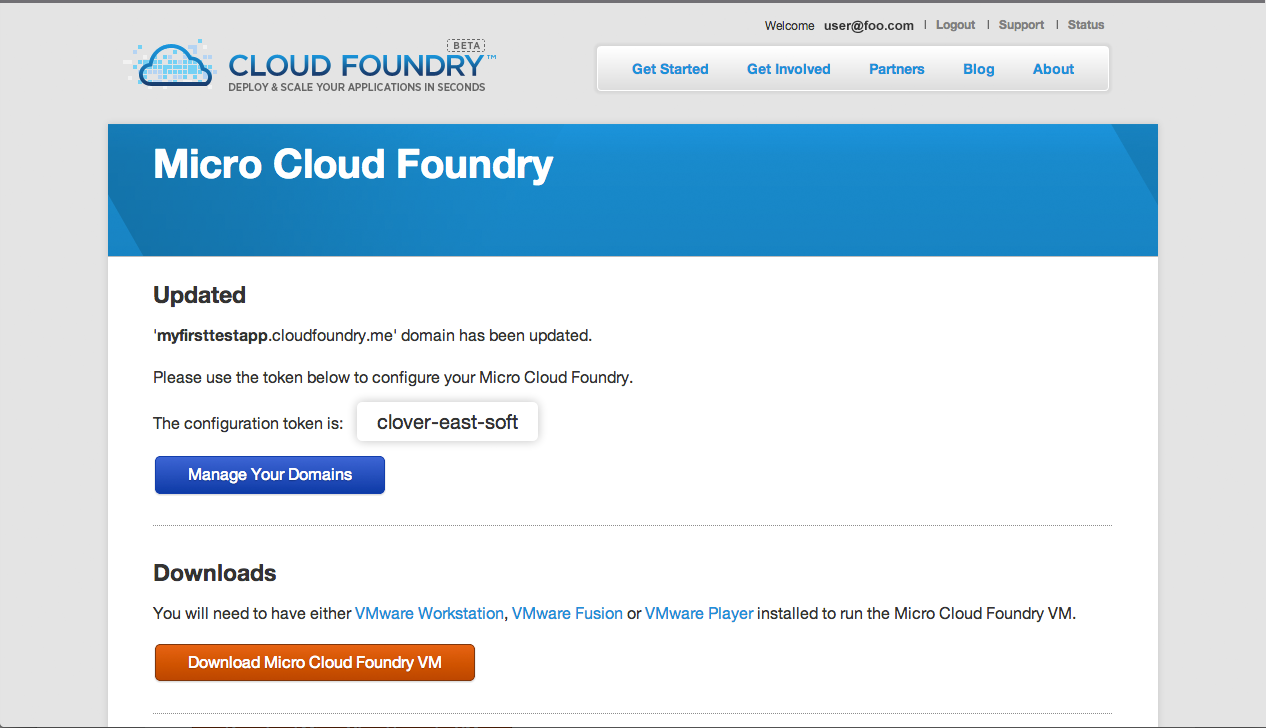 Welcome user@foo.com | Logout | Support | Status
BETA
CLOUD FOUNDRY™
DEPLOY & SCALE YOUR APPLICATIONS IN SECONDS
Get Started Get Involved Partners Blog About
Micro Cloud Foundry
Updated
'myfirsttestapp.cloudfoundry.me' domain has been updated.
Please use the token below to configure your Micro Cloud Foundry.
The configuration token is: clover-east-soft
Manage Your Domains
Downloads
You will need to have either VMware Workstation, VMware Fusion or VMware Player installed to run the Micro Cloud Foundry VM.
Download Micro Cloud Foundry VM